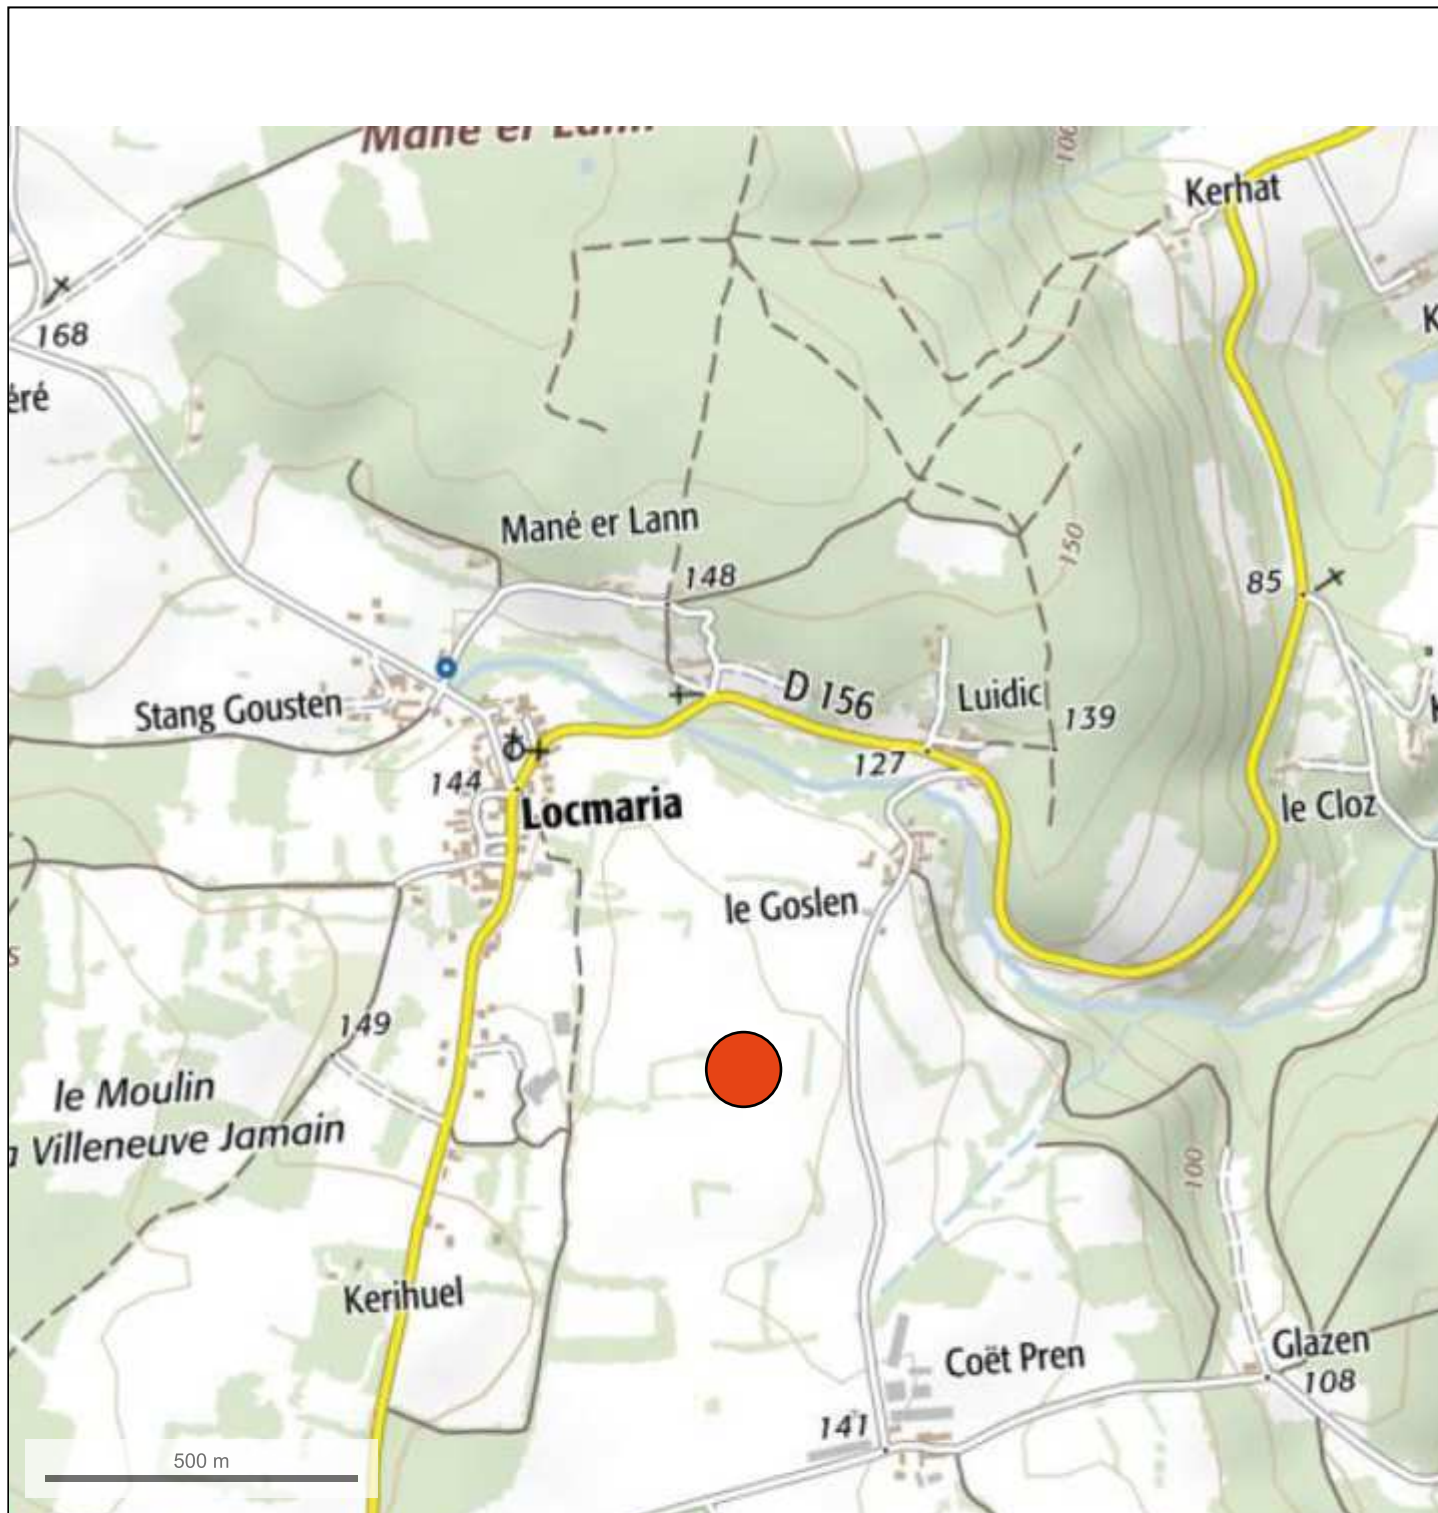 Mané er Lann
100
Kerhat
168
éré
K
Mané er Lann
150
148
85
D 156
Luidic
Stang Gousten
139
127
144
Locmaria
le Cloz
le Goslen
s
149
le Moulin
Villeneuve Jamain
100
Kerihuel
Glazen
Coët Pren
108
141
500 m